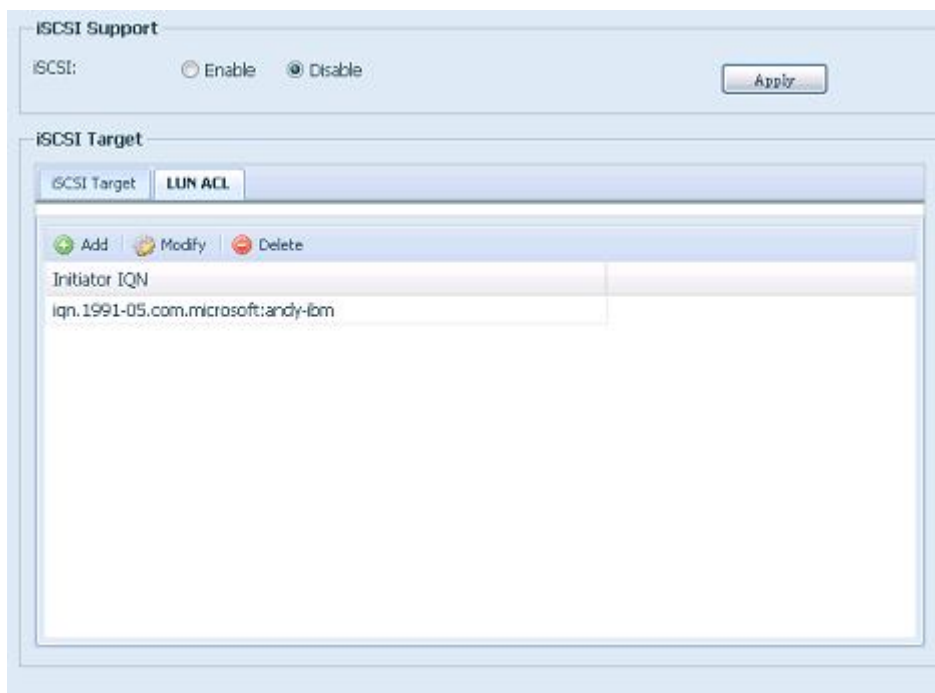 iSCSI Support
iSCSI: Enable Disable Apply
iSCSI Target
iSCSI Target LUN ACL
Add Modify Delete
Initiator IQN
iqn.1991-05.com.microsoft:andy-ibm